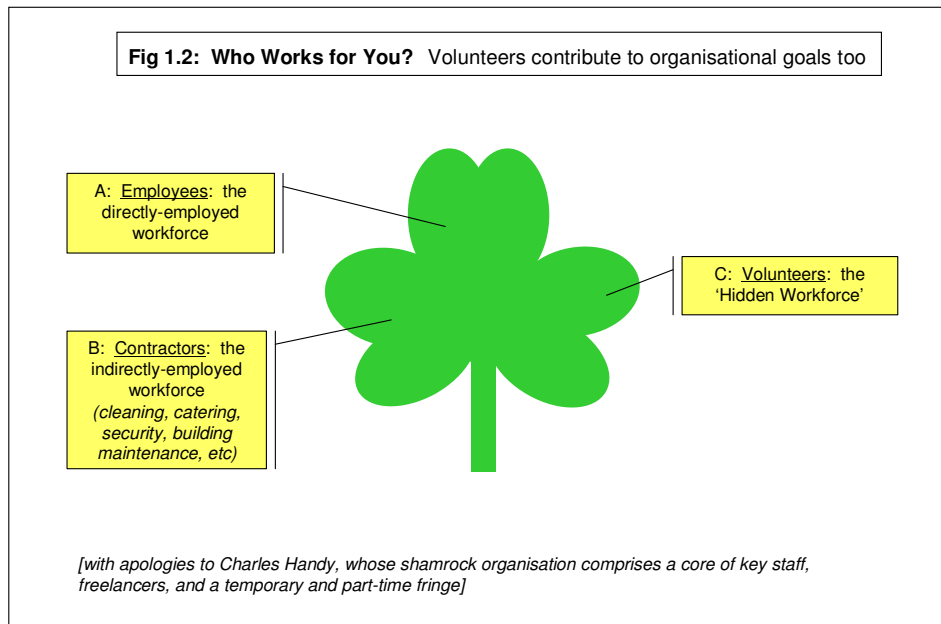 Fig 1.2: Who Works for You? Volunteers contribute to organisational goals too
A: Employees: the
directly-employed
workforce
B: Contractors: the
indirectly-employed
workforce
(cleaning, catering,
security, building
maintenance, etc)
C: Volunteers: the
‘Hidden Workforce’
[with apologies to Charles Handy, whose shamrock organisation comprises a core of key staff,
freelancers, and a temporary and part-time fringe]